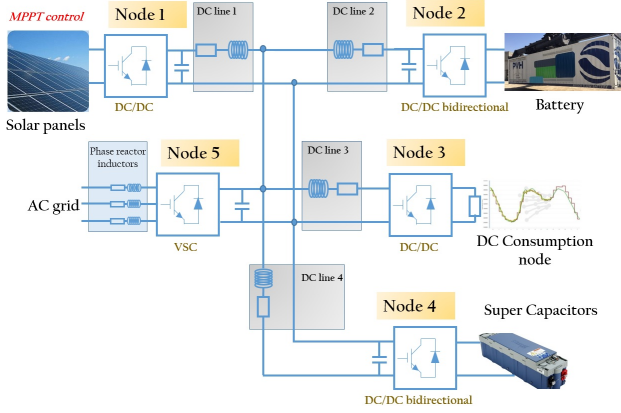 MPPT control
Node 1
DC line 1
DC line 2
Node 2
DC/DC
DC/DC bidirectional
Solar panels
Battery
Phase reactor
inductors
Node 5
DC line 3
Node 3
AC grid
VSC
DC/DC
DC Consumption
node
DC line 4
Node 4
Super Capacitors
DC/DC bidirectional